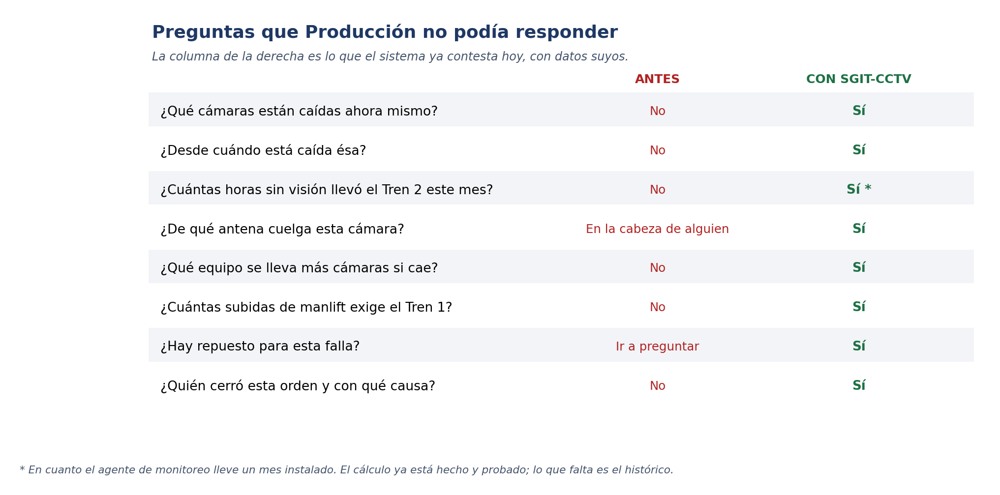 Preguntas que Producción no podía responder
La columna de la derecha es lo que el sistema ya contesta hoy, con datos suyos.
ANTES CON SGIT-CCTV
¿Qué cámaras están caídas ahora mismo? No Sí
¿Desde cuándo está caída ésa? No Sí
¿Cuántas horas sin visión llevó el Tren 2 este mes? No Sí *
¿De qué antena cuelga esta cámara? En la cabeza de alguien Sí
¿Qué equipo se lleva más cámaras si cae? No Sí
¿Cuántas subidas de manlift exige el Tren 1? No Sí
¿Hay repuesto para esta falla? Ir a preguntar Sí
¿Quién cerró esta orden y con qué causa? No Sí
* En cuanto el agente de monitoreo lleve un mes instalado. El cálculo ya está hecho y probado; lo que falta es el histórico.